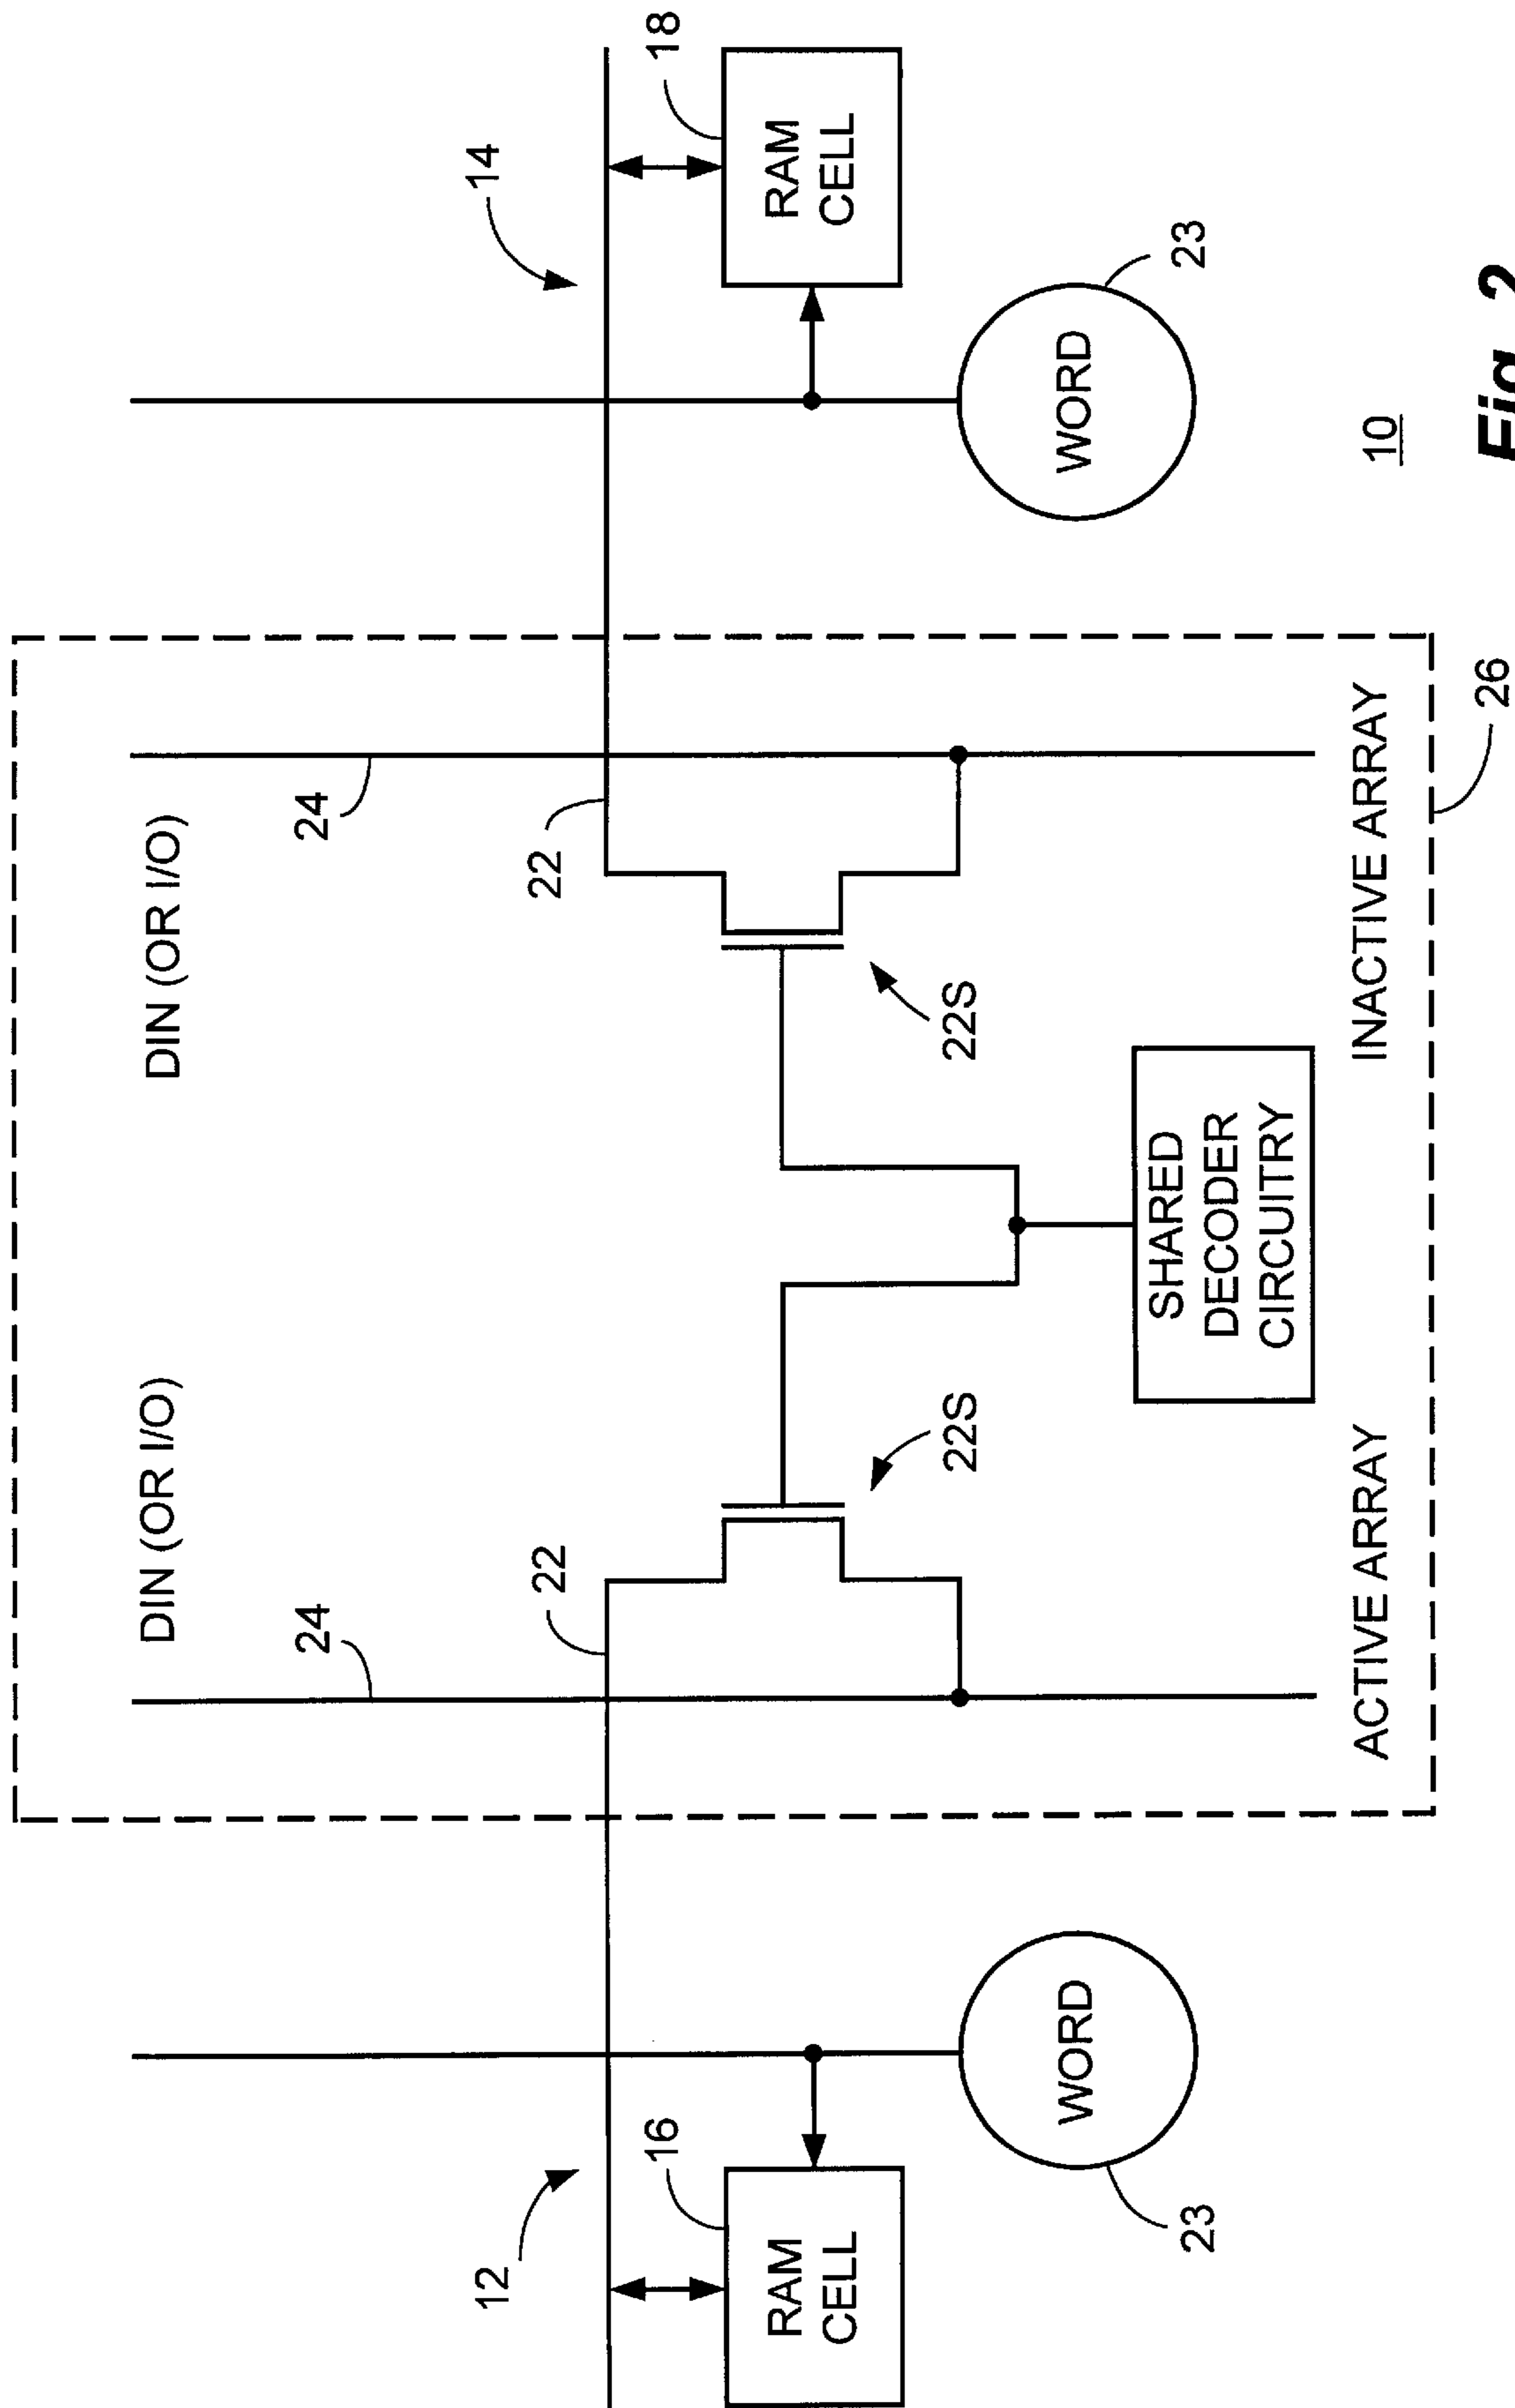 DIN (OR I/O)
DIN (OR I/O)
24
24
12
22
22
14
16
18
RAM
CELL
RAM
CELL
22S
22S
WORD
WORD
23
23
SHARED
DECODER
CIRCUITRY
ACTIVE ARRAY
INACTIVE ARRAY
10
26
Fig. 2